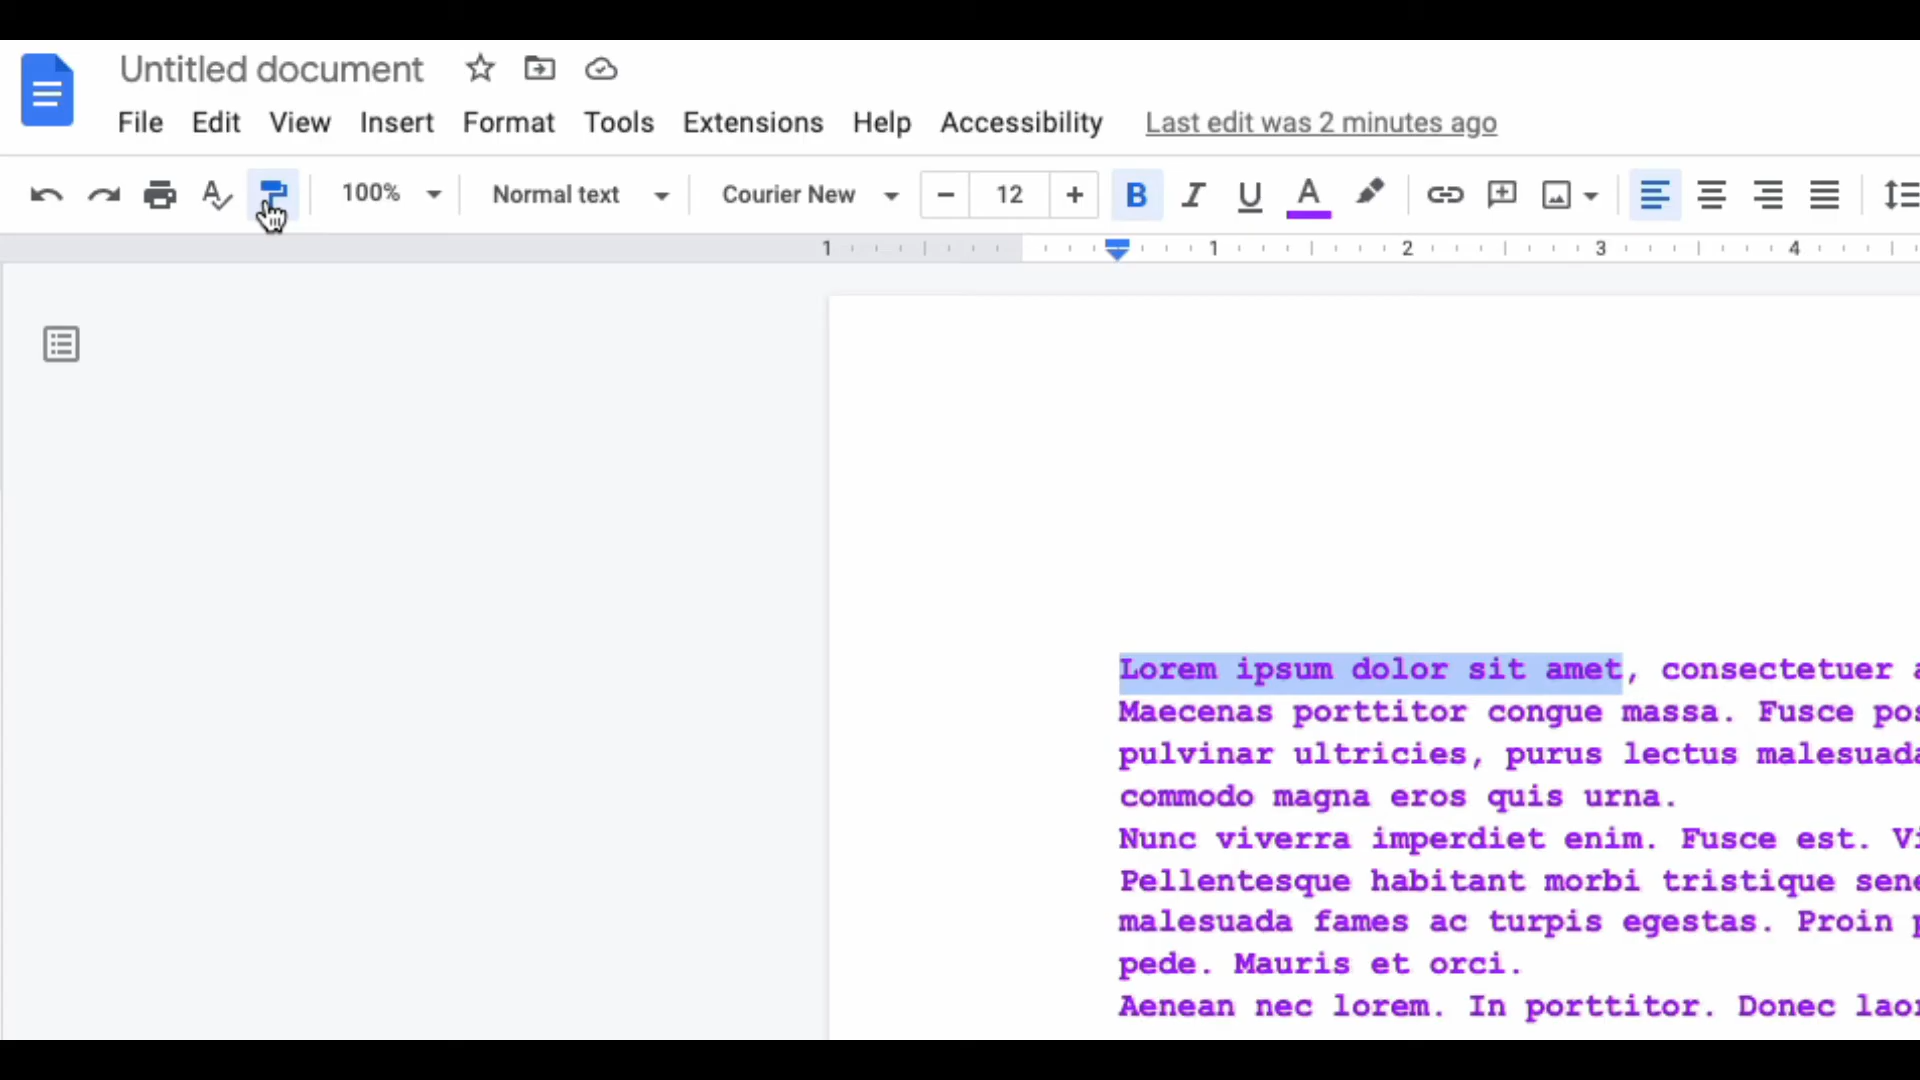 Untitled document
File Edit View Insert Format Tools Extensions Help Accessibility Last edit was 2 minutes ago
100% Normal text Courier New − 12 + B I U A
1 1 2 3 4
Lorem ipsum dolor sit amet, consectetuer
Maecenas porttitor congue massa. Fusce
pulvinar ultricies, purus lectus malesuada
commodo magna eros quis urna.
Nunc viverra imperdiet enim. Fusce est.
Pellentesque habitant morbi tristique
malesuada fames ac turpis egestas. Proin
pede. Mauris et orci.
Aenean nec lorem. In porttitor. Donec